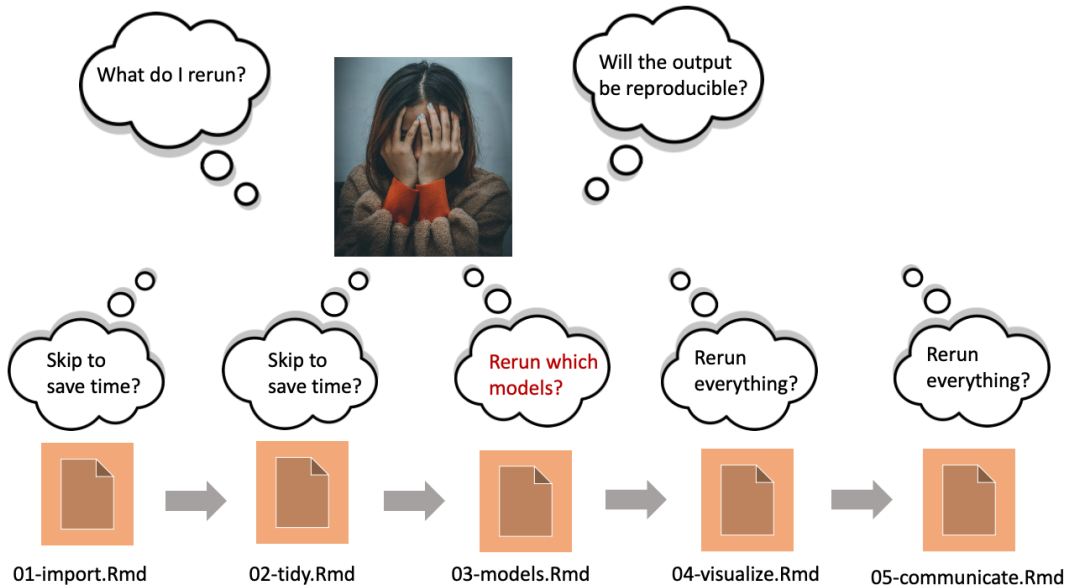 What do I rerun?
Will the output
be reproducible?
Skip to
save time?
Skip to
save time?
Rerun which
models?
Rerun
everything?
Rerun
everything?
01-import.Rmd
02-tidy.Rmd
03-models.Rmd
04-visualize.Rmd
05-communicate.Rmd